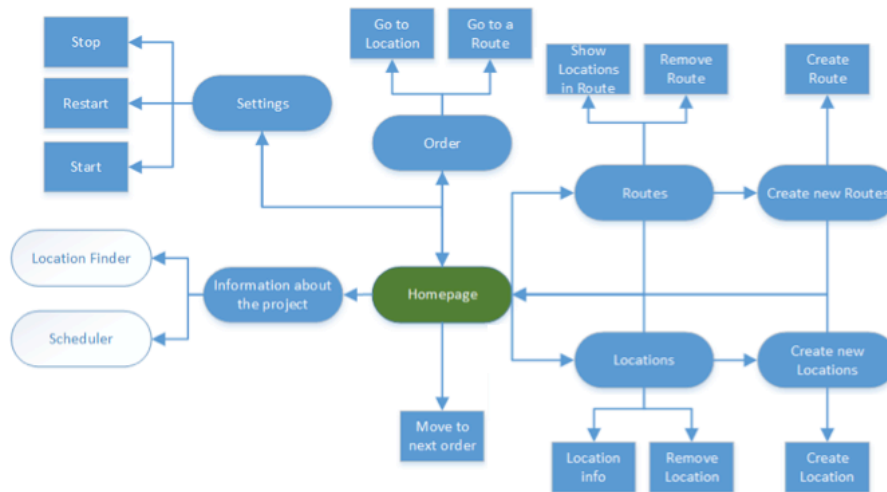 Stop
Restart
Start
Settings
Go to
Location
Go to a
Route
Order
Show
Locations
in Route
Remove
Route
Create
Route
Routes
Create new Routes
Location Finder
Scheduler
Information about
the project
Homepage
Locations
Create new
Locations
Move to
next order
Location
info
Remove
Location
Create
Location